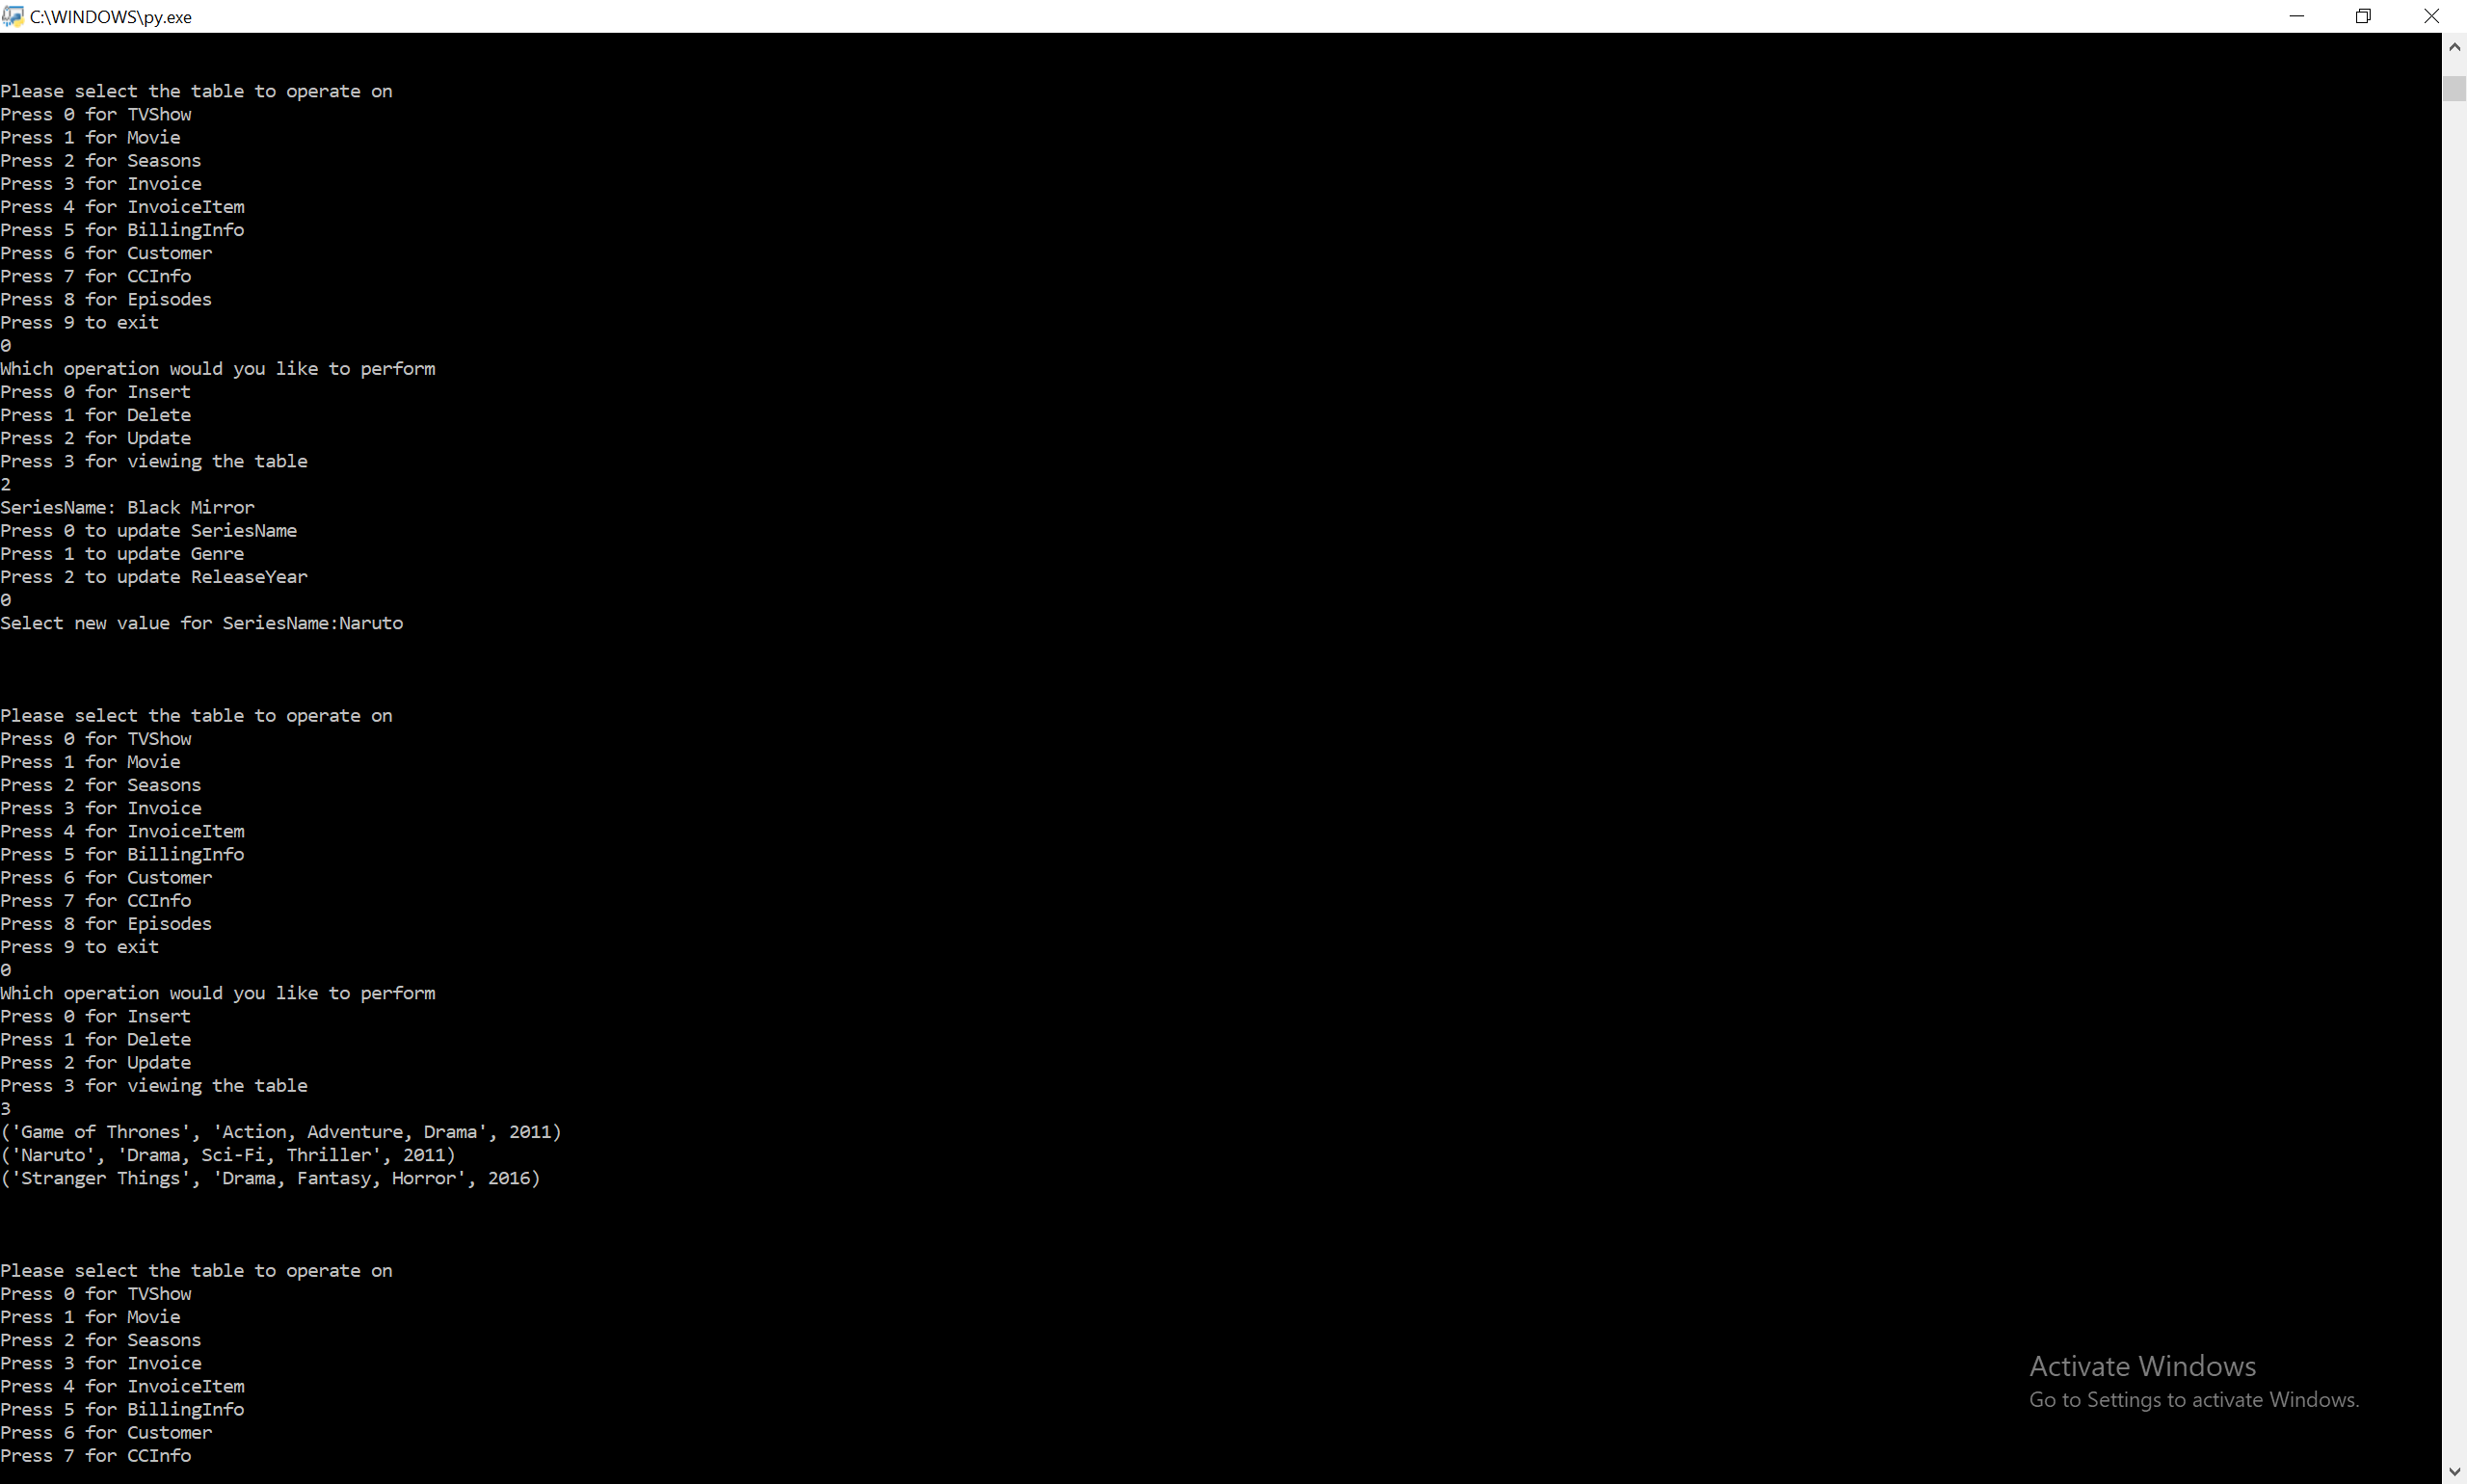 C:\WINDOWS\py.exe
Please select the table to operate on
Press 0 for TVShow
Press 1 for Movie
Press 2 for Seasons
Press 3 for Invoice
Press 4 for InvoiceItem
Press 5 for BillingInfo
Press 6 for Customer
Press 7 for CCInfo
Press 8 for Episodes
Press 9 to exit
0
Which operation would you like to perform
Press 0 for Insert
Press 1 for Delete
Press 2 for Update
Press 3 for viewing the table
2
SeriesName: Black Mirror
Press 0 to update SeriesName
Press 1 to update Genre
Press 2 to update ReleaseYear
0
Select new value for SeriesName:Naruto
Please select the table to operate on
Press 0 for TVShow
Press 1 for Movie
Press 2 for Seasons
Press 3 for Invoice
Press 4 for InvoiceItem
Press 5 for BillingInfo
Press 6 for Customer
Press 7 for CCInfo
Press 8 for Episodes
Press 9 to exit
0
Which operation would you like to perform
Press 0 for Insert
Press 1 for Delete
Press 2 for Update
Press 3 for viewing the table
3
('Game of Thrones', 'Action, Adventure, Drama', 2011)
('Naruto', 'Drama, Sci-Fi, Thriller', 2011)
('Stranger Things', 'Drama, Fantasy, Horror', 2016)
Please select the table to operate on
Press 0 for TVShow
Press 1 for Movie
Press 2 for Seasons
Press 3 for Invoice
Press 4 for InvoiceItem
Press 5 for BillingInfo
Press 6 for Customer
Press 7 for CCInfo
Activate Windows
Go to Settings to activate Windows.